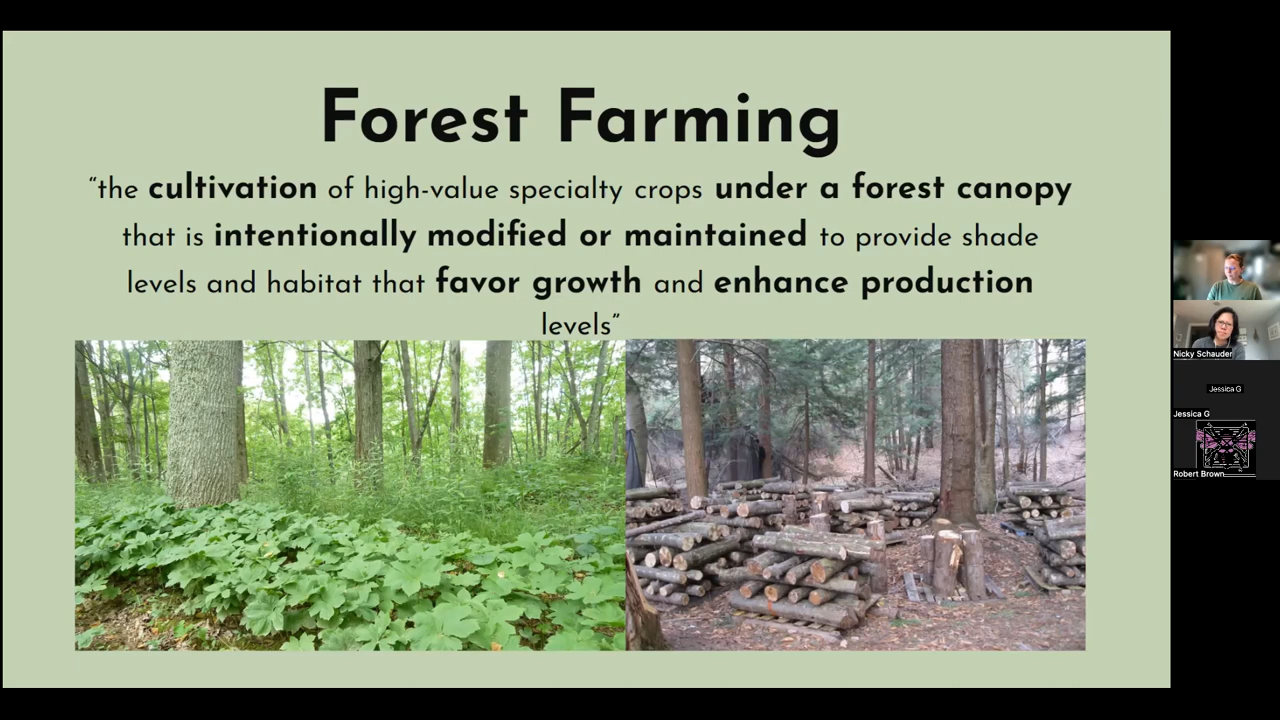 Forest Farming
“the cultivation of high-value specialty crops under a forest canopy
that is intentionally modified or maintained to provide shade
levels and habitat that favor growth and enhance production
levels”
Nicky Schauder
Jessica G
Jessica G
Robert Brown